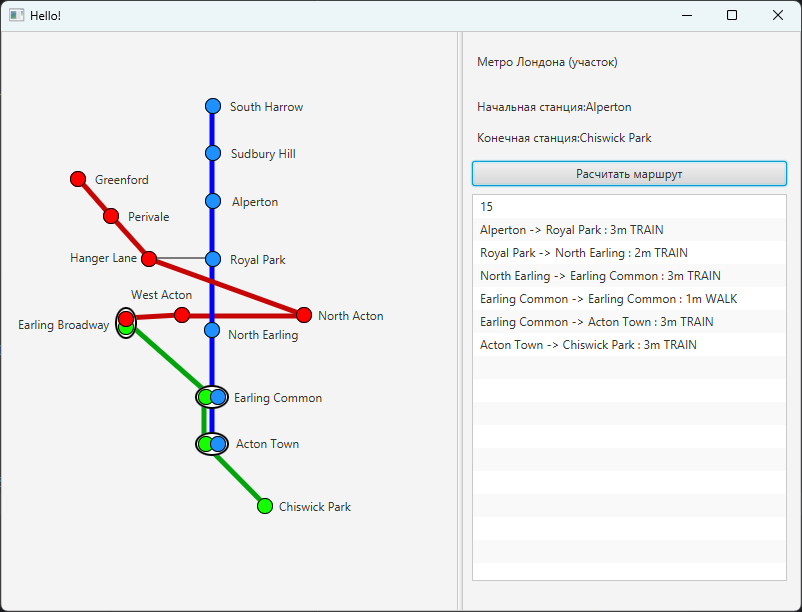 Hello!
South Harrow
Sudbury Hill
Greenford
Alperton
Perivale
Hanger Lane
Royal Park
West Acton
North Acton
Earling Broadway
North Earling
Earling Common
Acton Town
Chiswick Park
Метро Лондона (участок)
Начальная станция:Alperton
Конечная станция:Chiswick Park
Расчитать маршрут
15
Alperton -> Royal Park : 3m TRAIN
Royal Park -> North Earling : 2m TRAIN
North Earling -> Earling Common : 3m TRAIN
Earling Common -> Earling Common : 1m WALK
Earling Common -> Acton Town : 3m TRAIN
Acton Town -> Chiswick Park : 3m TRAIN